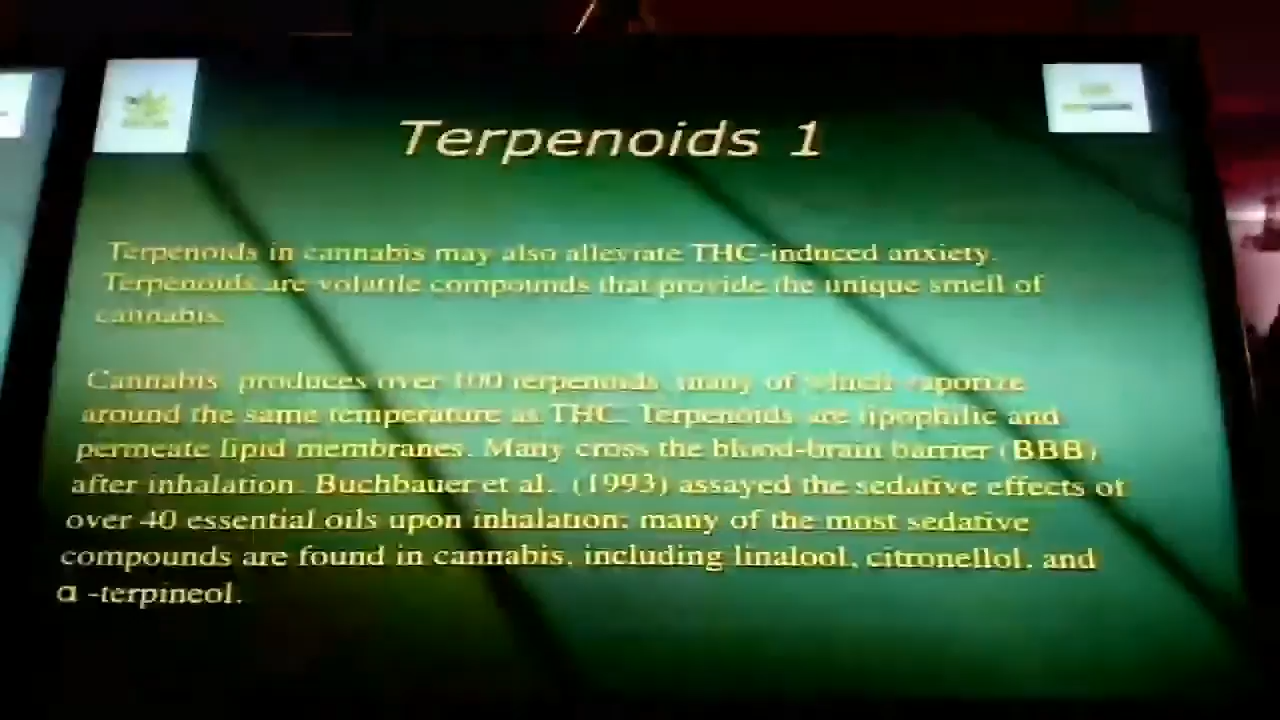 Terpenoids 1
Terpenoids in cannabis may also alleviate THC-induced anxiety.
Terpenoids are volatile compounds that provide the unique smell of
cannabis.
Cannabis produces over 100 terpenoids, many of which vaporize
around the same temperature as THC. Terpenoids are lipophilic and
permeate lipid membranes. Many cross the blood-brain barrier (BBB)
after inhalation. Buchbauer et al. (1993) assayed the sedative effects of
over 40 essential oils upon inhalation; many of the most sedative
compounds are found in cannabis, including linalool, citronellol, and
α -terpineol.